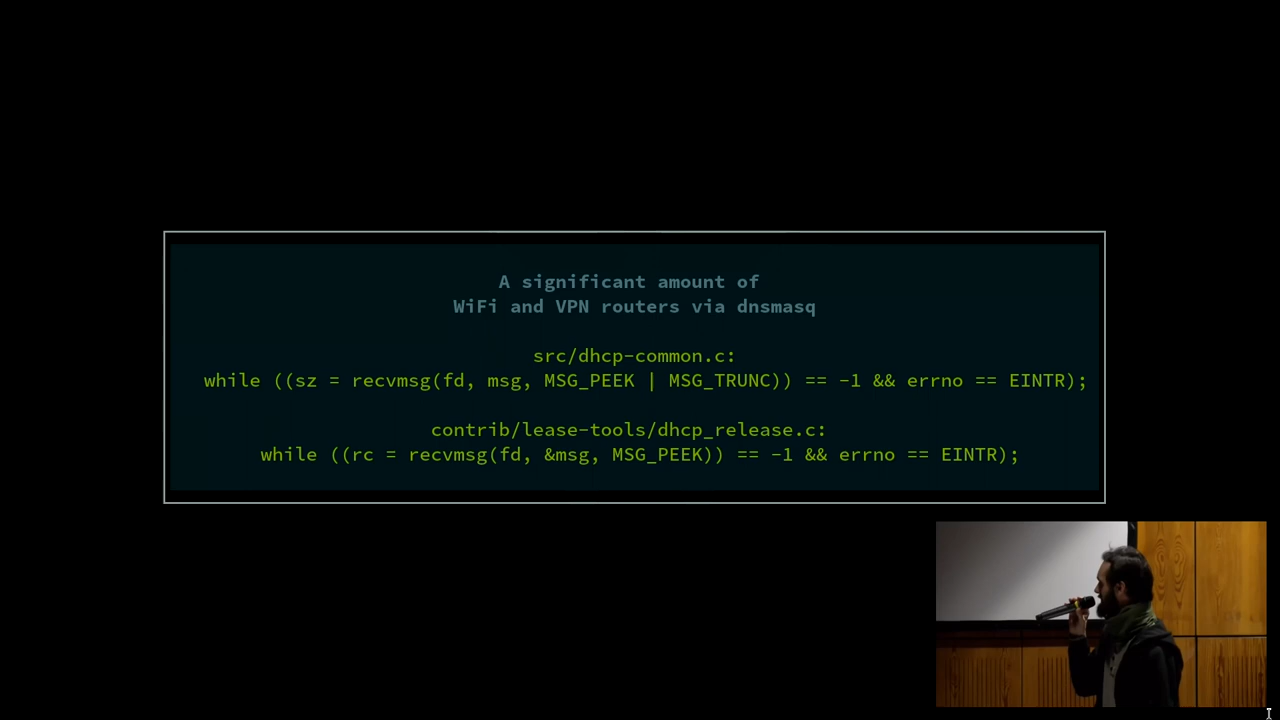 A significant amount of
WiFi and VPN routers via dnsmasq
src/dhcp-common.c:
while ((sz = recvmsg(fd, msg, MSG_PEEK | MSG_TRUNC)) == -1 && errno == EINTR);
contrib/lease-tools/dhcp_release.c:
while ((rc = recvmsg(fd, &msg, MSG_PEEK)) == -1 && errno == EINTR);